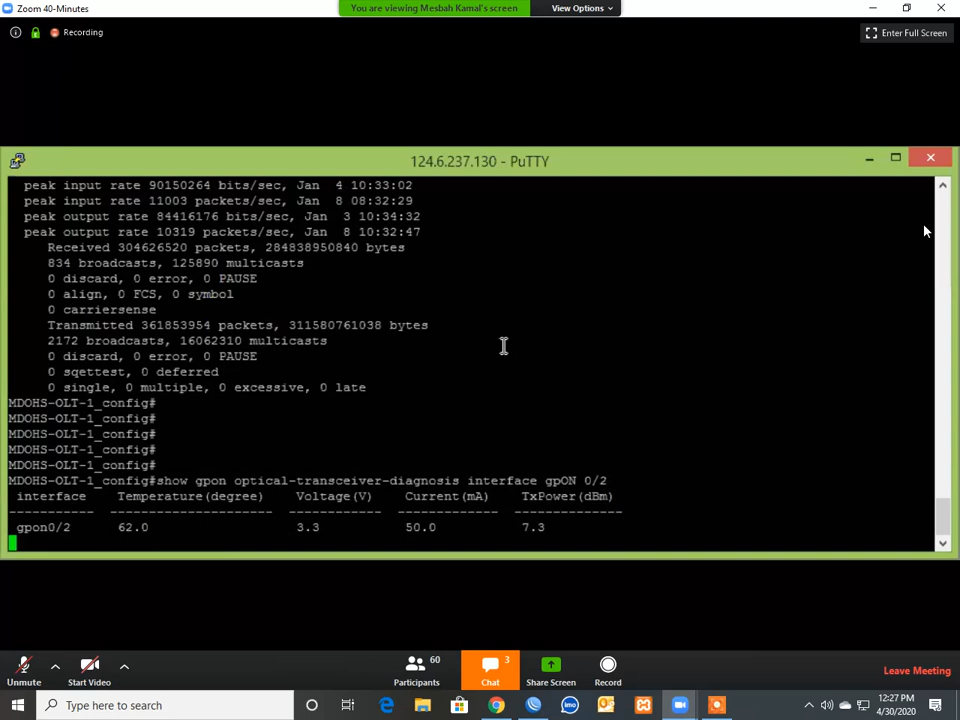 Zoom 40-Minutes
You are viewing Mesbah Kamal's screen
View Options
Recording
Enter Full Screen
124.6.237.130 - PuTTY
peak input rate 90150264 bits/sec, Jan  4 10:33:02
peak input rate 11003 packets/sec, Jan  8 08:32:29
peak output rate 84416176 bits/sec, Jan  3 10:34:32
peak output rate 10319 packets/sec, Jan  8 10:32:47
Received 304626520 packets, 284838950840 bytes
834 broadcasts, 125890 multicasts
0 discard, 0 error, 0 PAUSE
0 align, 0 FCS, 0 symbol
0 carriersense
Transmitted 361853954 packets, 311580761038 bytes
2172 broadcasts, 16062310 multicasts
0 discard, 0 error, 0 PAUSE
0 sqettest, 0 deferred
0 single, 0 multiple, 0 excessive, 0 late
MDOHS-OLT-1_config#
MDOHS-OLT-1_config#
MDOHS-OLT-1_config#
MDOHS-OLT-1_config#
MDOHS-OLT-1_config#
MDOHS-OLT-1_config#show gpon optical-transceiver-diagnosis interface gpON 0/2
interface Temperature(degree) Voltage(V) Current(mA) TxPower(dBm)
----------- --------------------- ------------ ------------- --------------
gpon0/2 62.0 3.3 50.0 7.3
Unmute
Start Video
60
Participants
3
Chat
Share Screen
Record
Leave Meeting
Type here to search
imo
12:27 PM
4/30/2020